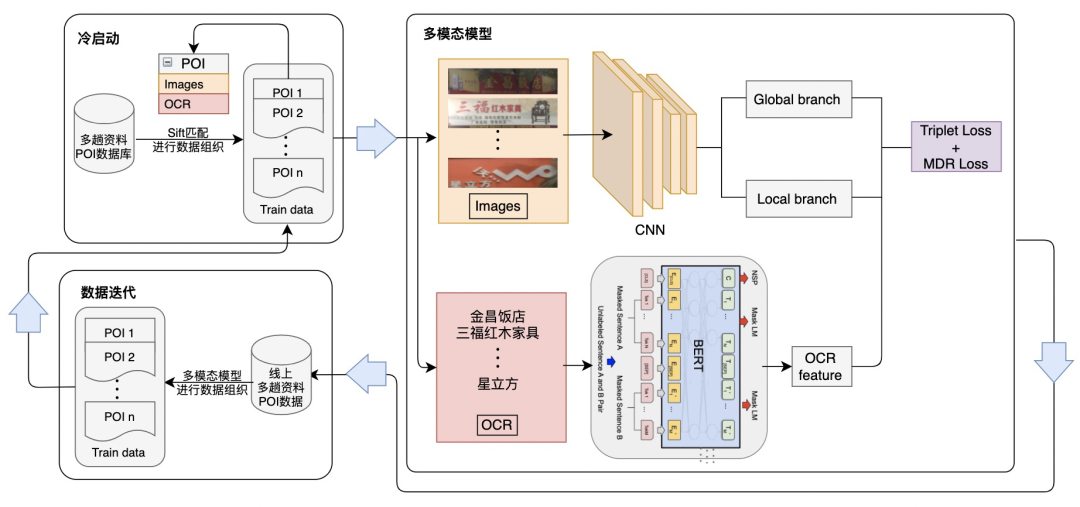 冷启动
POI
Images
OCR
多趟资料
POI数据库
Sift匹配
进行数据组织
POI 1
POI 2
POI n
Train data
多模态模型
金昌饭店
三福红木家具
星立方
Images
CNN
Global branch
Local branch
Triplet Loss
+
MDR Loss
数据迭代
POI 1
POI 2
POI n
Train data
多模态模型
进行数据组织
线上
多趟资料
POI数据
金昌饭店
三福红木家具
星立方
OCR
NSP
Mask LM
Mask LM
BERT
C
Masked Sentence A
Masked Sentence B
Unlabeled Sentence A and B Pair
OCR
feature